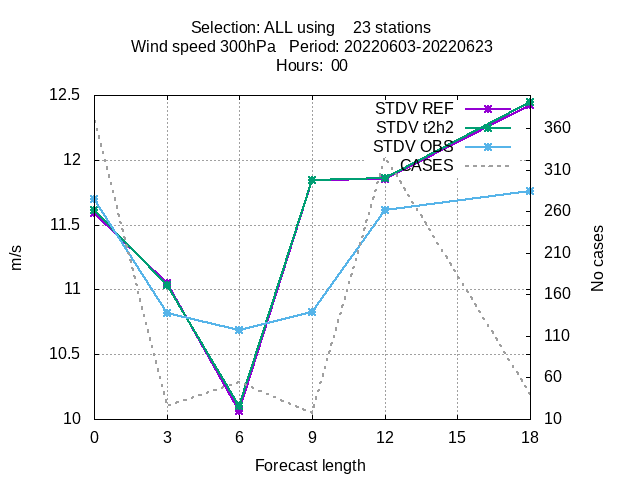 Selection: ALL using    23 stations
Wind speed 300hPa   Period: 20220603-20220623
Hours:  00
STDV REF
STDV t2h2
STDV OBS
CASES
12.5
12
11.5
11
10.5
10
m/s
360
310
260
210
160
110
60
10
No cases
0 3 6 9 12 15 18
Forecast length